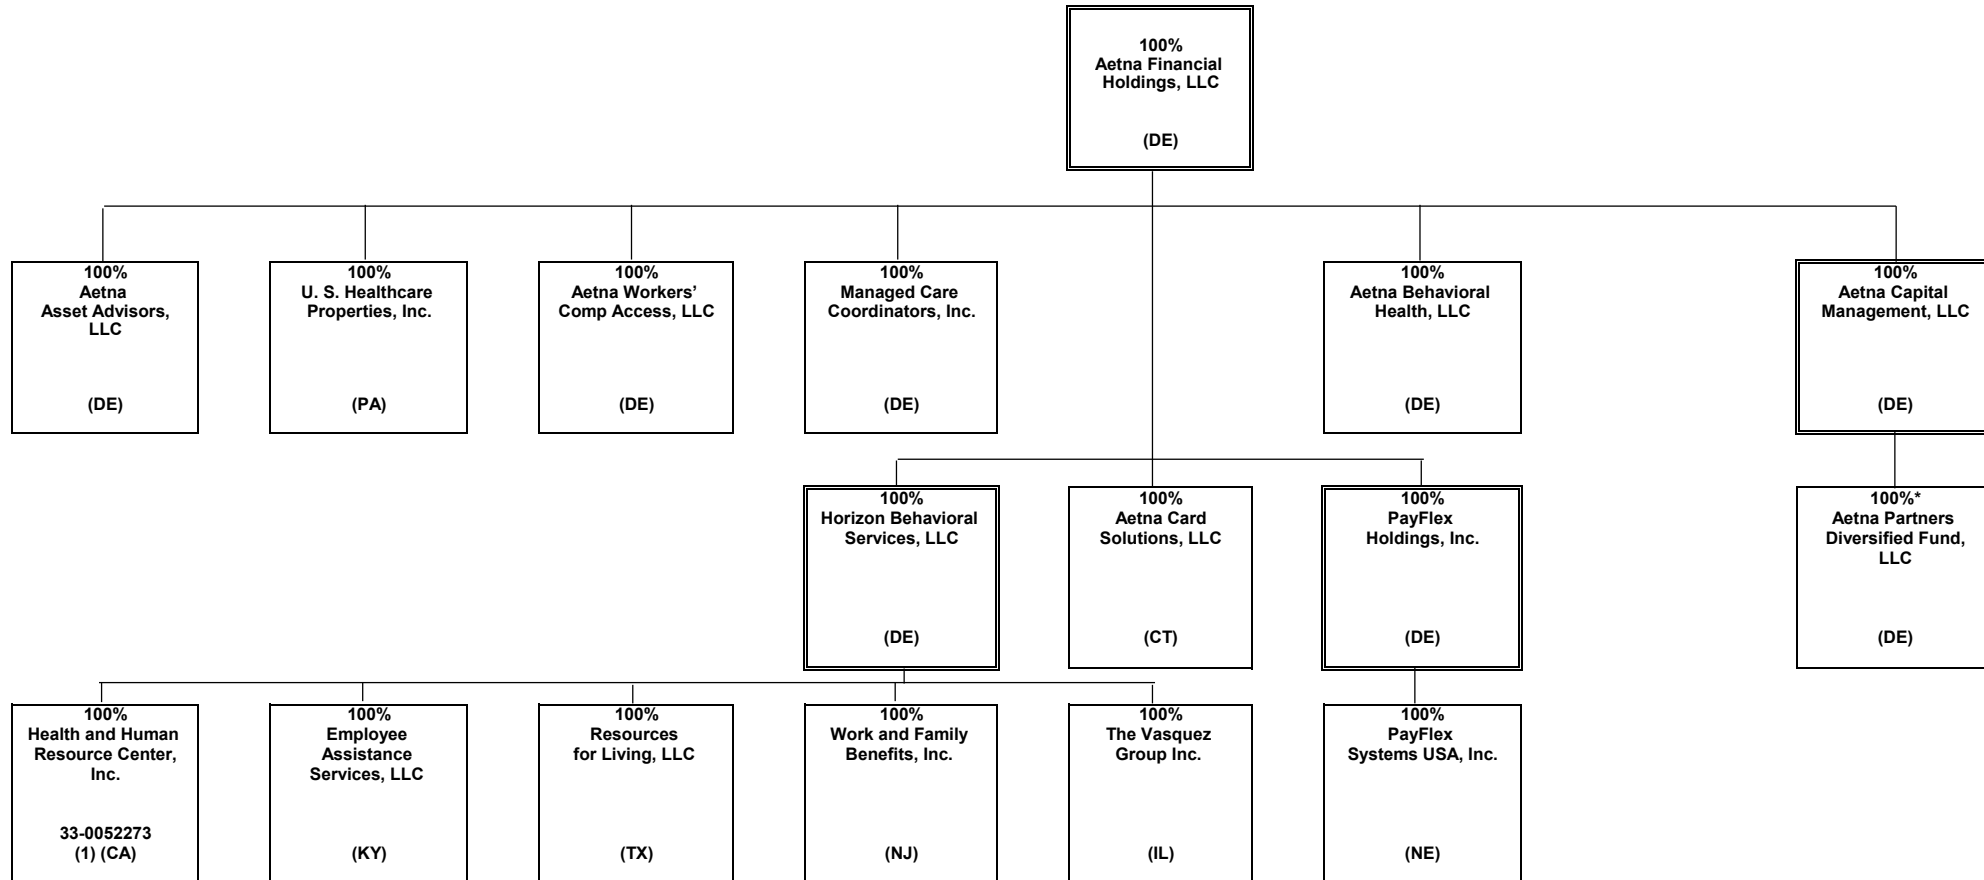 100%
Aetna Financial
Holdings, LLC
(DE)
100%
Aetna
Asset Advisors,
LLC
(DE)
100%
U. S. Healthcare
Properties, Inc.
(PA)
100%
Aetna Workers’
Comp Access, LLC
(DE)
100%
Managed Care
Coordinators, Inc.
(DE)
100%
Aetna Behavioral
Health, LLC
(DE)
100%
Aetna Capital
Management, LLC
(DE)
100%
Horizon Behavioral
Services, LLC
(DE)
100%
Aetna Card
Solutions, LLC
(CT)
100%
PayFlex
Holdings, Inc.
(DE)
100%*
Aetna Partners
Diversified Fund,
LLC
(DE)
100%
Health and Human
Resource Center,
Inc.
33-0052273
(1) (CA)
100%
Employee
Assistance
Services, LLC
(KY)
100%
Resources
for Living, LLC
(TX)
100%
Work and Family
Benefits, Inc.
(NJ)
100%
The Vasquez
Group Inc.
(IL)
100%
PayFlex
Systems USA, Inc.
(NE)